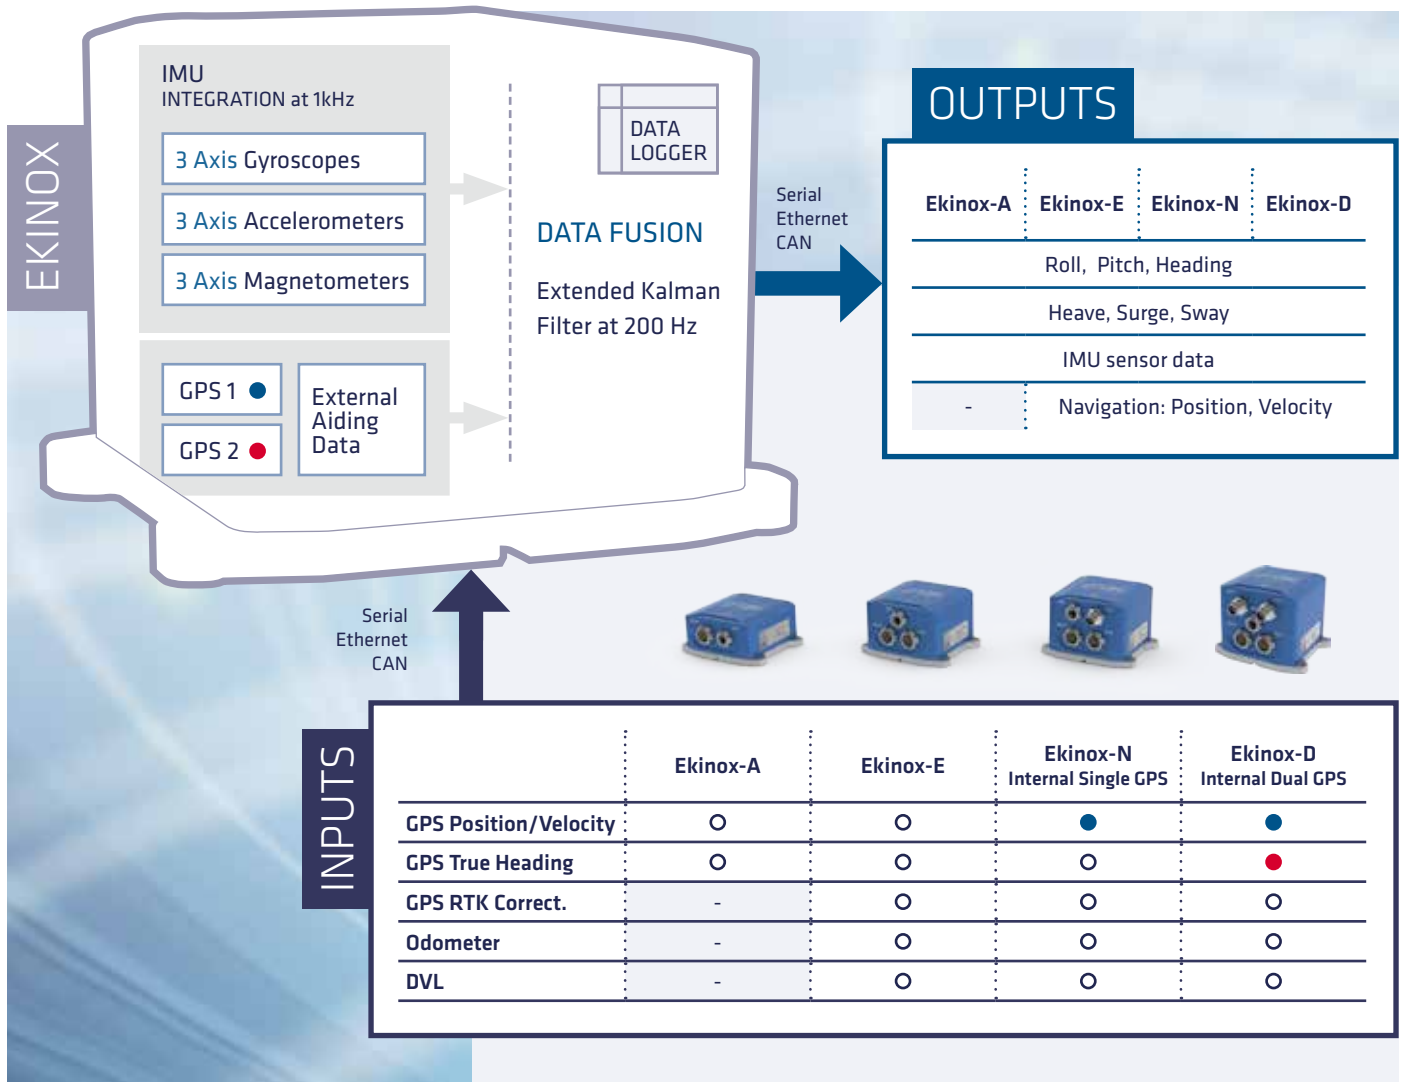 EKINOX
IMU
INTEGRATION at 1kHz
3 Axis Gyroscopes
3 Axis Accelerometers
3 Axis Magnetometers
GPS 1
GPS 2
External
Aiding
Data
DATA
LOGGER
DATA FUSION
Extended Kalman
Filter at 200 Hz
Serial
Ethernet
CAN
OUTPUTS
Ekinox-A Ekinox-E Ekinox-N Ekinox-D
Roll, Pitch, Heading
Heave, Surge, Sway
IMU sensor data
- Navigation: Position, Velocity
Serial
Ethernet
CAN
INPUTS
Ekinox-A Ekinox-E Ekinox-N Ekinox-D
Internal Single GPS Internal Dual GPS
GPS Position/Velocity
GPS True Heading
GPS RTK Correct. -
Odometer -
DVL -